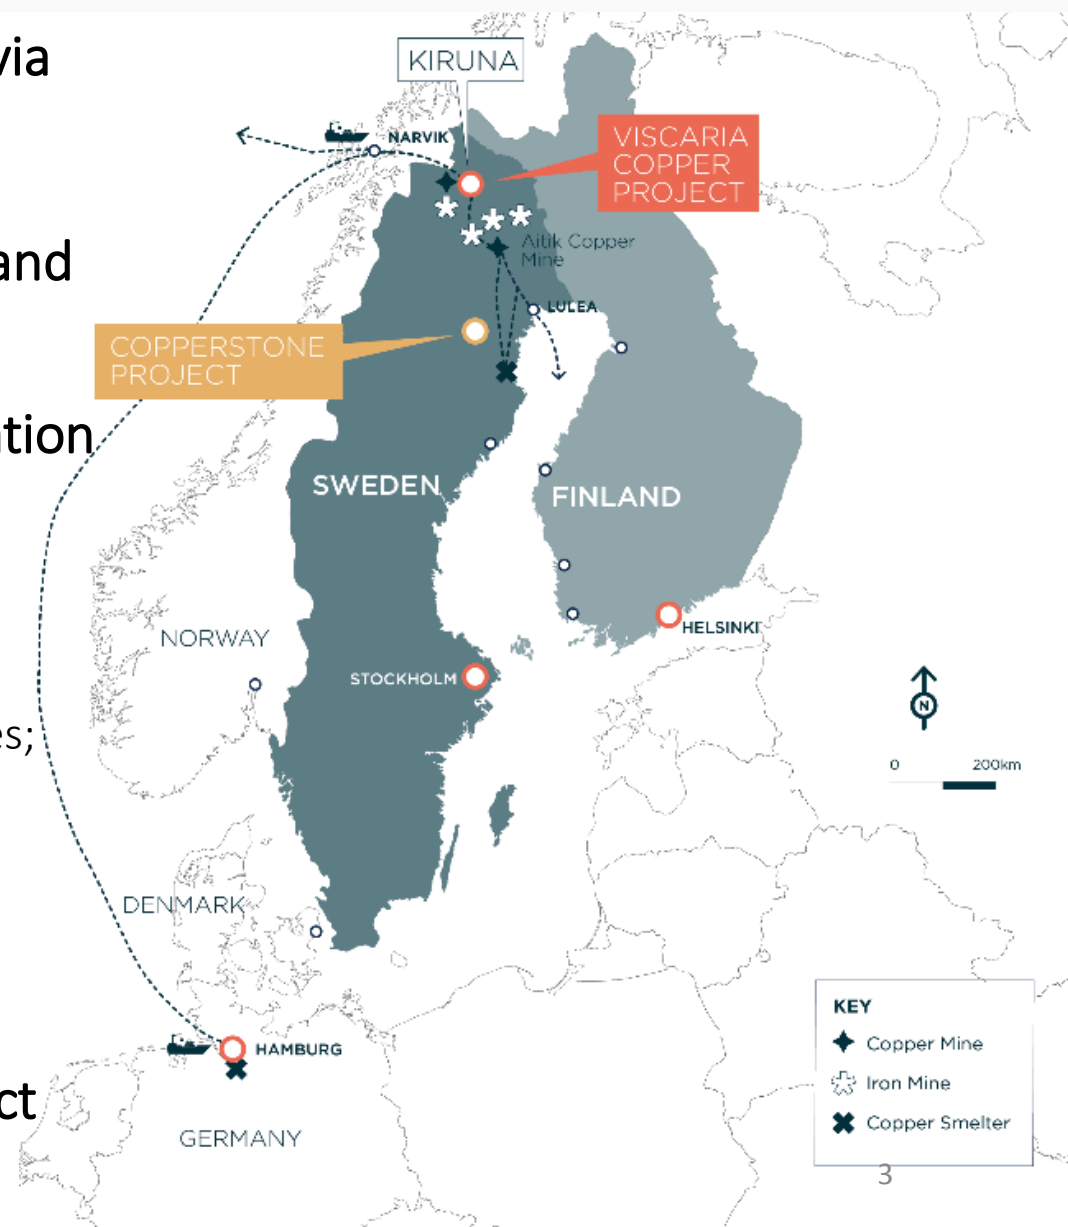 via
KIRUNA
NARVIK
VISCARIA
COPPER
PROJECT
and
Aitik Copper
Mine
LULEA
COPPERSTONE
PROJECT
ation
SWEDEN
FINLAND
NORWAY
HELSINKI
STOCKHOLM
es;
N
0 200km
DENMARK
HAMBURG
KEY
Copper Mine
Iron Mine
Copper Smelter
ct
GERMANY
3